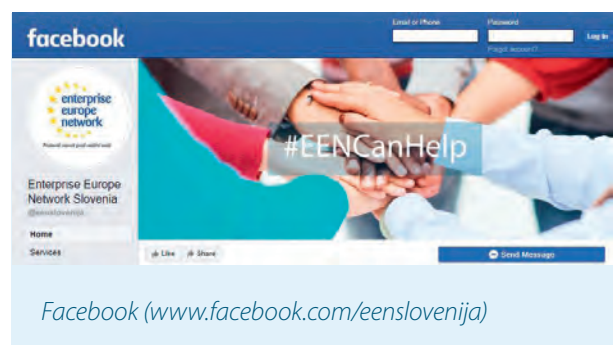 facebook
Email or Phone
Password
Log In
Forgot account?
enterprise
europe
network
#EENCanHelp
Enterprise Europe
Network Slovenia
@eenslovenija
Home
Services
Like
Share
Send Message
Facebook (www.facebook.com/eenslovenija)